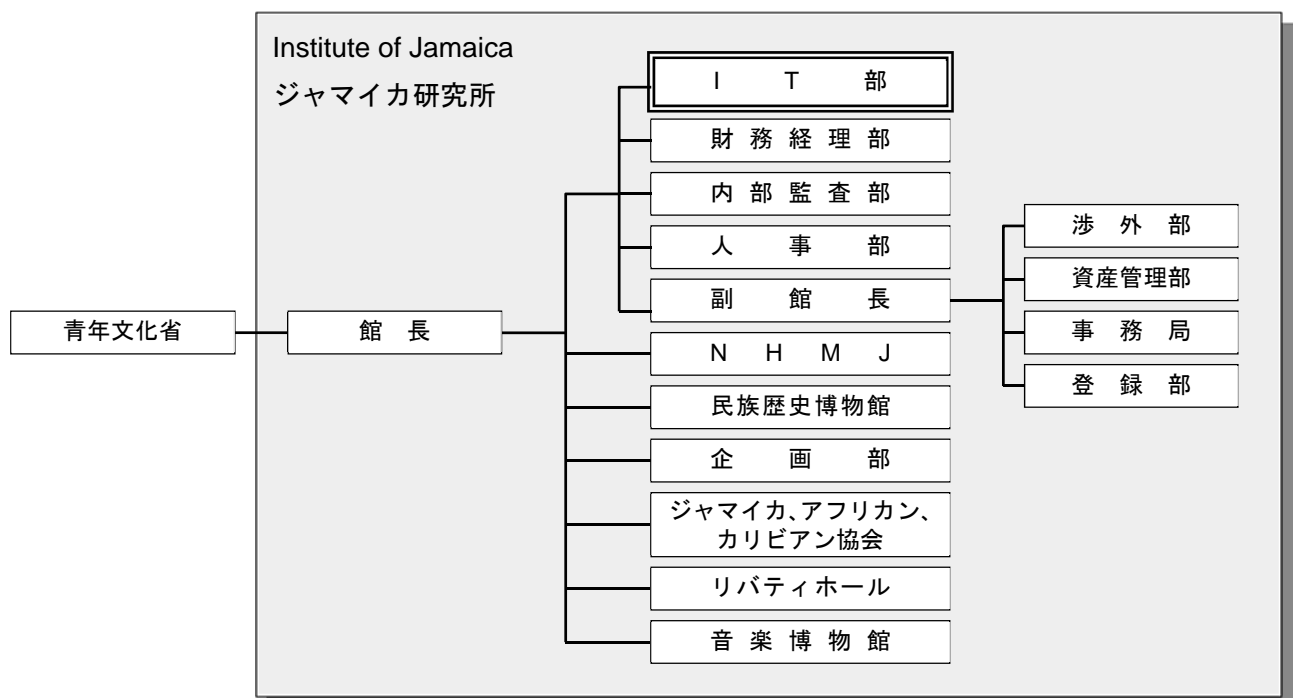 Institute of Jamaica
ジャマイカ研究所
青年文化省
館長
IT部
財務経理部
内部監査部
人事部
副館長
NHMJ
民族歴史博物館
企画部
ジャマイカ、アフリカン、
カリビアン協会
リバティホール
音楽博物館
渉外部
資産管理部
事務局
登録部